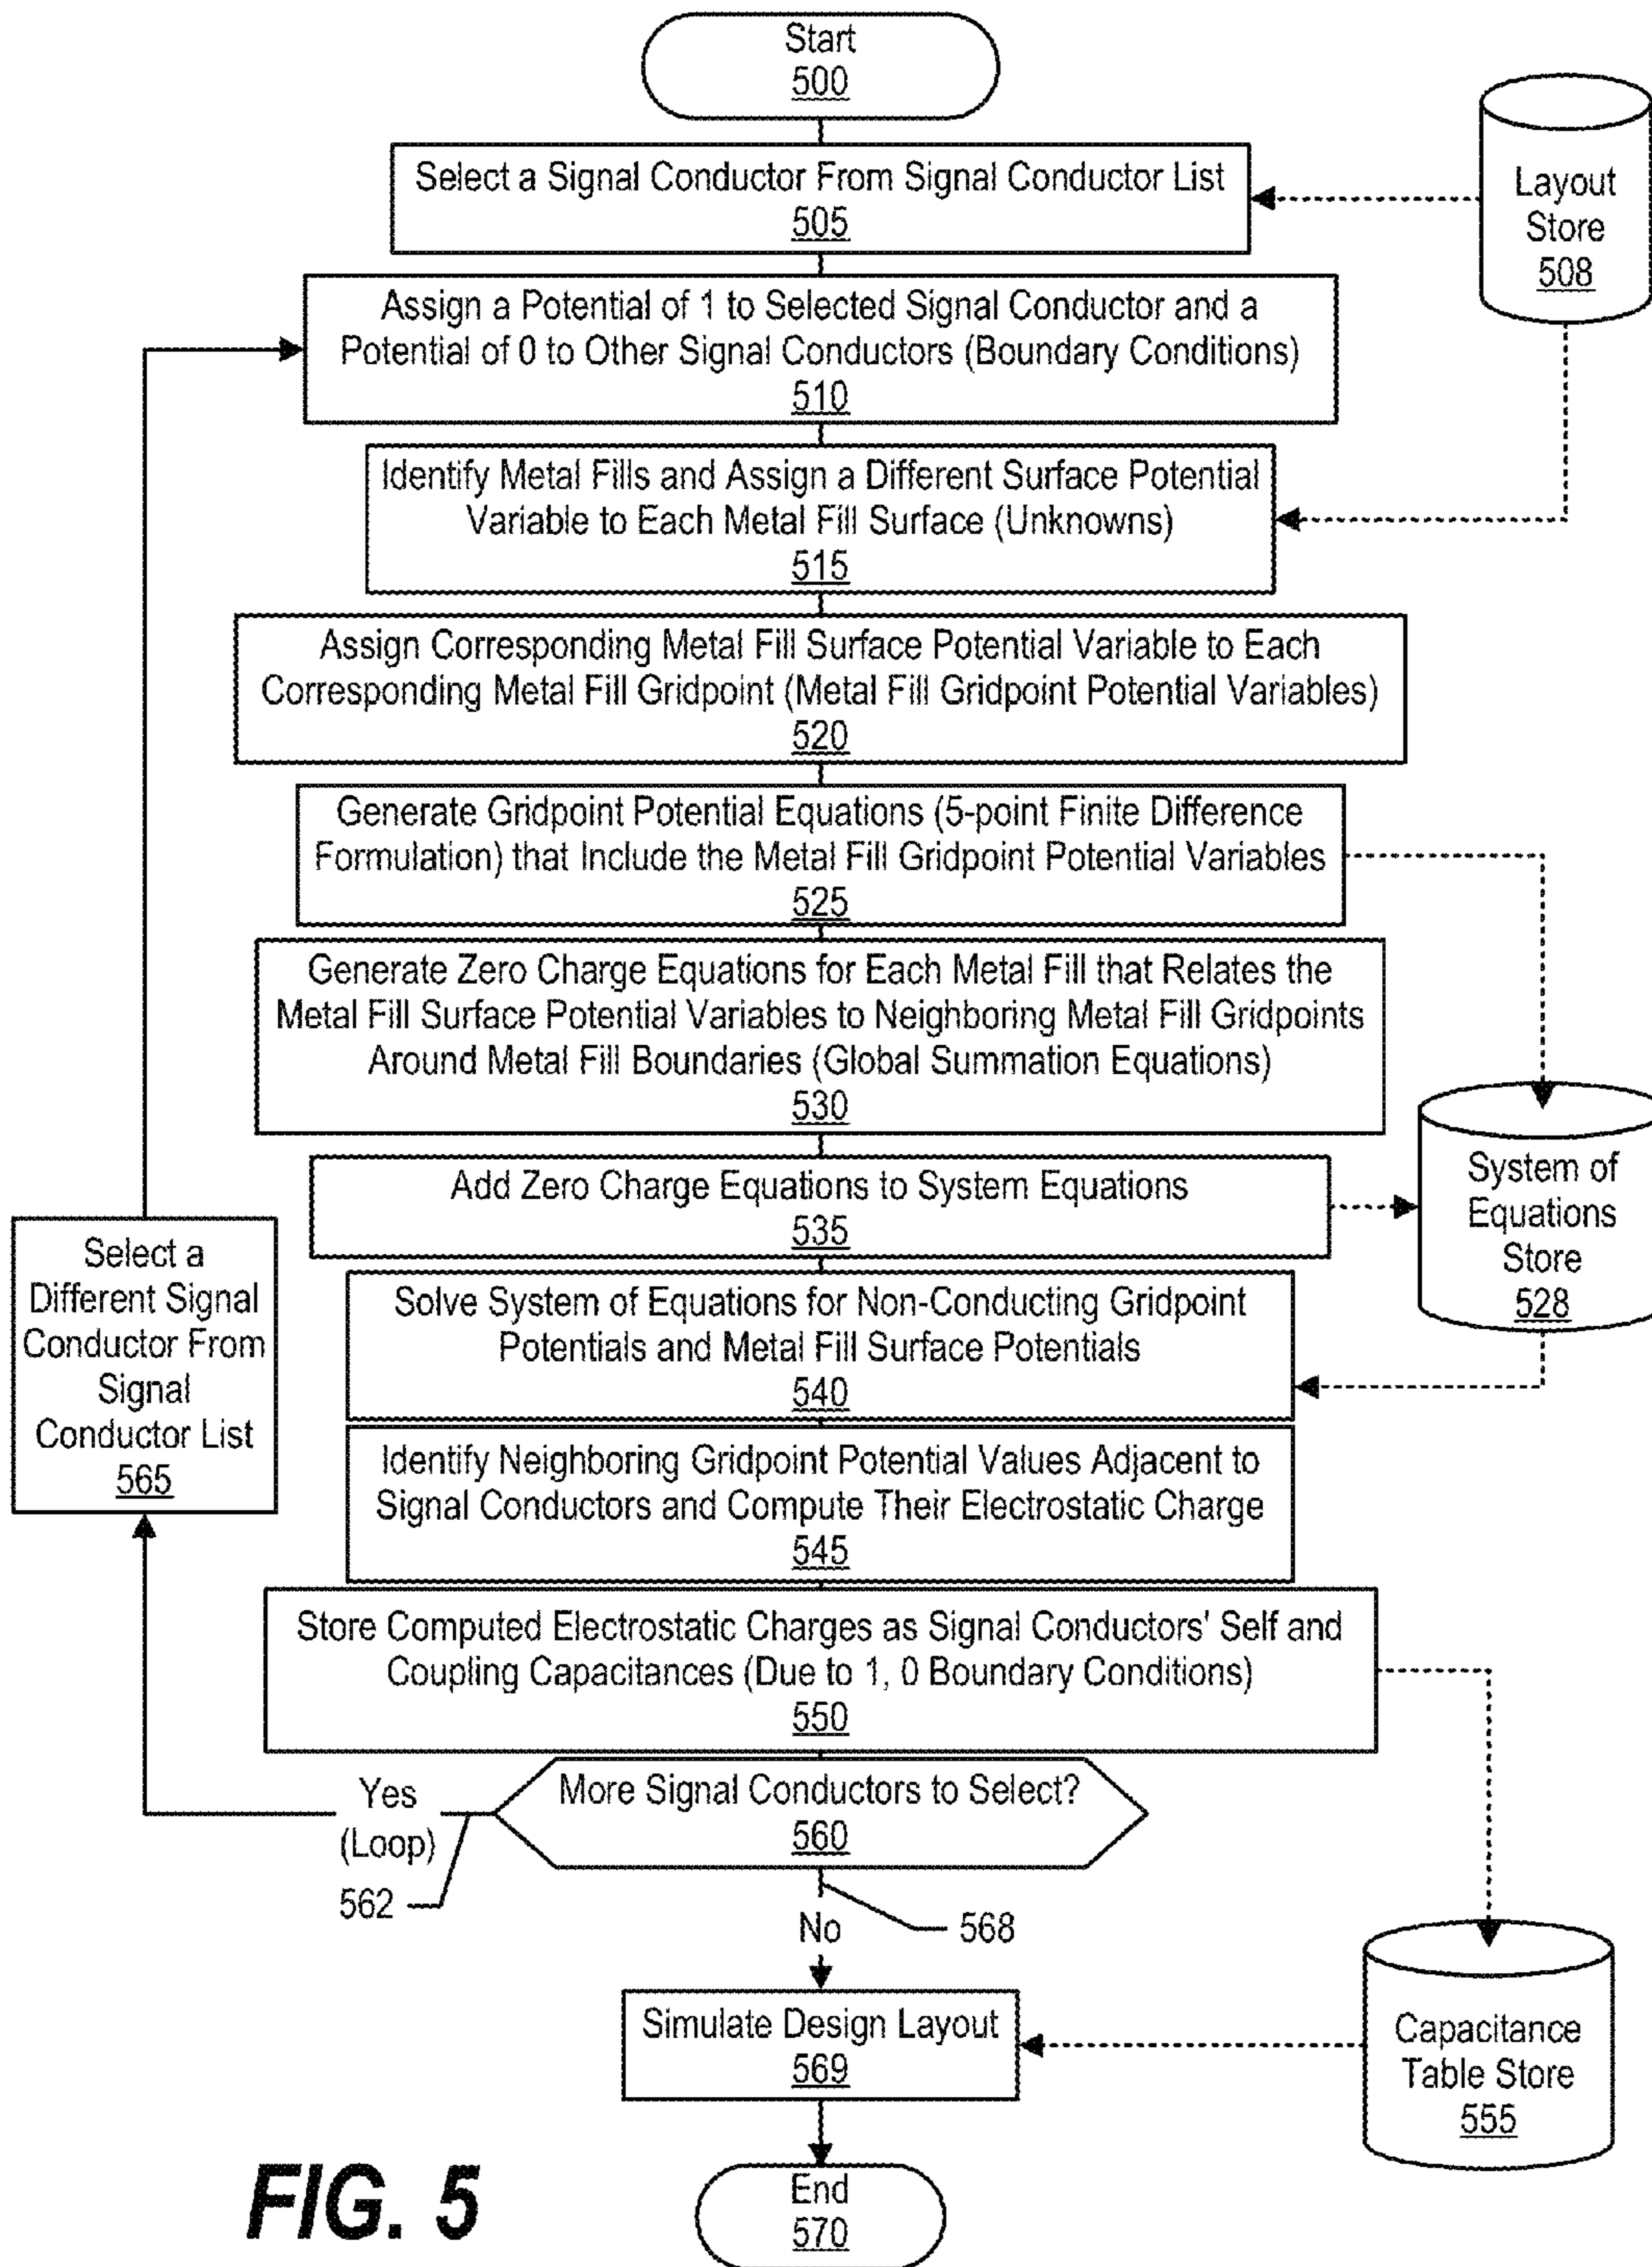 Start
500
Select a Signal Conductor From Signal Conductor List
505
Layout
Store
508
Assign a Potential of 1 to Selected Signal Conductor and a
Potential of 0 to Other Signal Conductors (Boundary Conditions)
510
Identify Metal Fills and Assign a Different Surface Potential
Variable to Each Metal Fill Surface (Unknowns)
515
Assign Corresponding Metal Fill Surface Potential Variable to Each
Corresponding Metal Fill Gridpoint (Metal Fill Gridpoint Potential Variables)
520
Generate Gridpoint Potential Equations (5-point Finite Difference
Formulation) that Include the Metal Fill Gridpoint Potential Variables
525
Generate Zero Charge Equations for Each Metal Fill that Relates the
Metal Fill Surface Potential Variables to Neighboring Metal Fill Gridpoints
Around Metal Fill Boundaries (Global Summation Equations)
530
Add Zero Charge Equations to System Equations
535
System of
Equations
Store
528
Select a
Different Signal
Conductor From
Signal
Conductor List
565
Solve System of Equations for Non-Conducting Gridpoint
Potentials and Metal Fill Surface Potentials
540
Identify Neighboring Gridpoint Potential Values Adjacent to
Signal Conductors and Compute Their Electrostatic Charge
545
Store Computed Electrostatic Charges as Signal Conductors' Self and
Coupling Capacitances (Due to 1, 0 Boundary Conditions)
550
More Signal Conductors to Select?
560
Yes
(Loop)
562
568
No
Simulate Design Layout
569
Capacitance
Table Store
555
End
570
FIG. 5